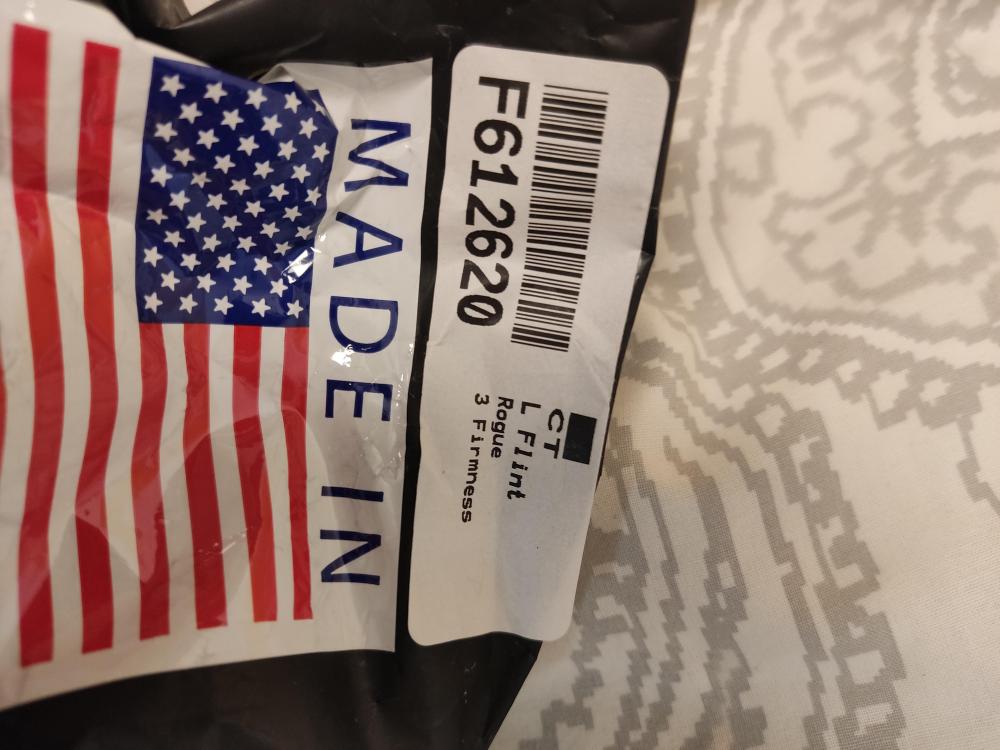 MADE IN
F612620
CT
L Flint
Rogue
3 Firmness